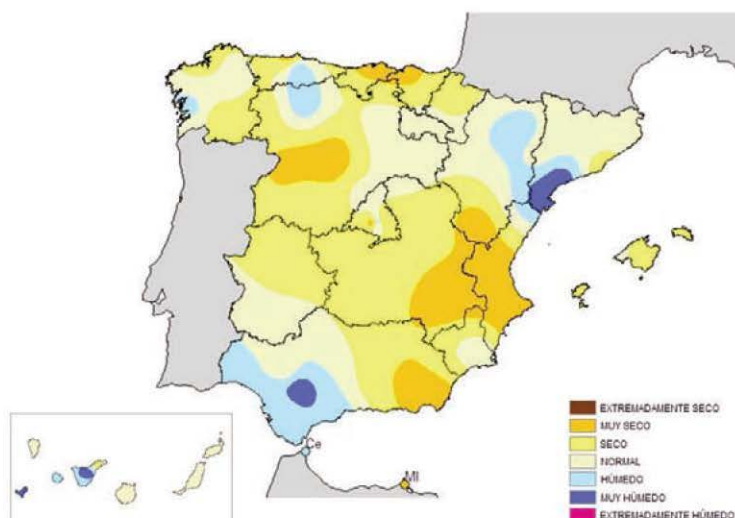 Ce
Ml
EXTREMADAMENTE SECO
MUY SECO
SECO
NORMAL
HÚMEDO
MUY HÚMEDO
EXTREMADAMENTE HÚMEDO